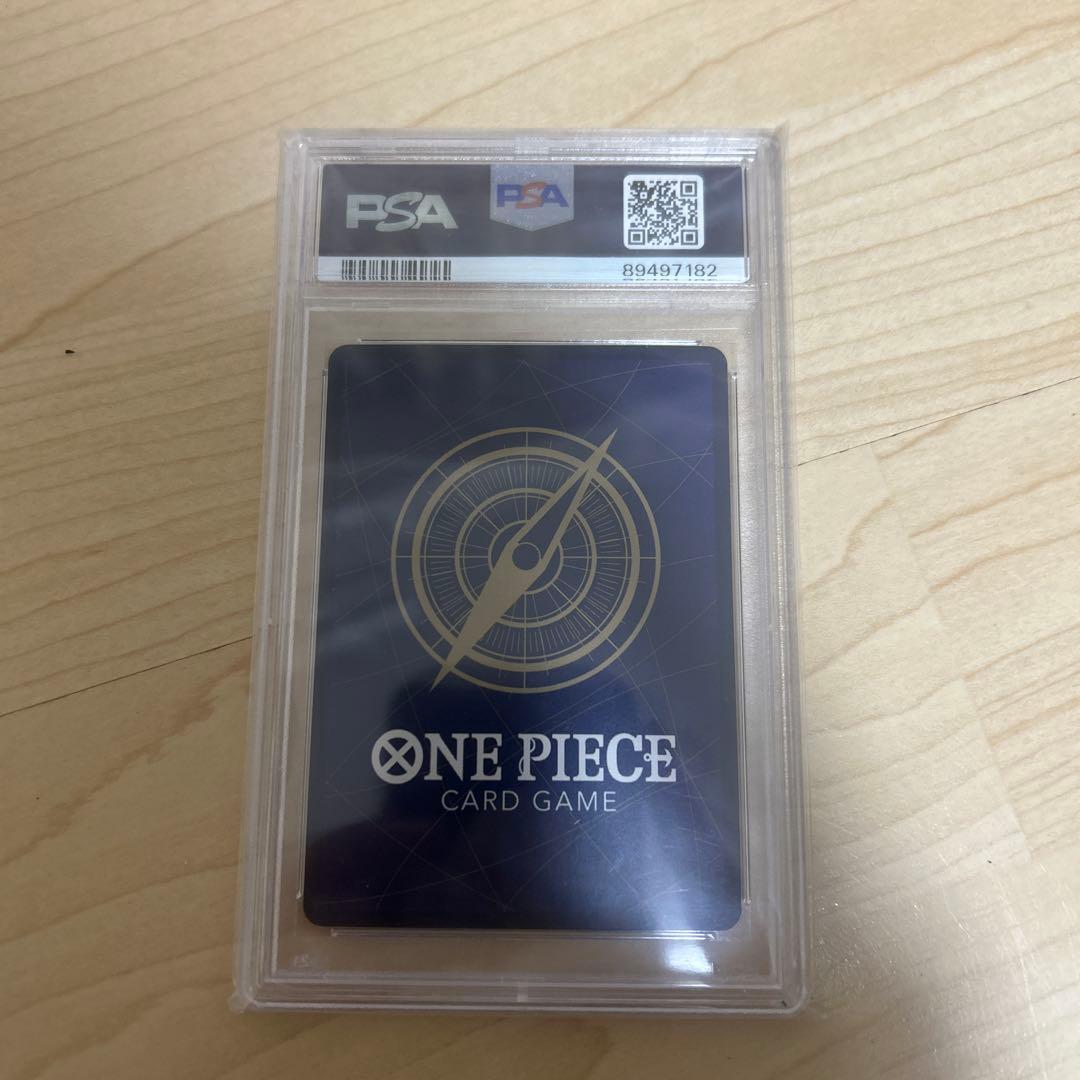 PSA
PSA
89497182
ONE PIECE
CARD GAME